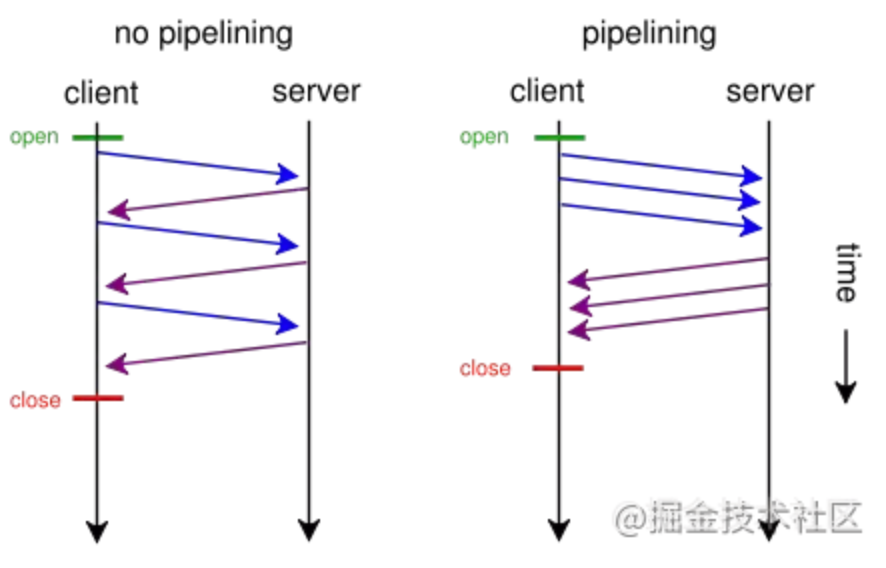 no pipelining
pipelining
client
server
client
server
open
open
time
close
close
@掘金技术社区